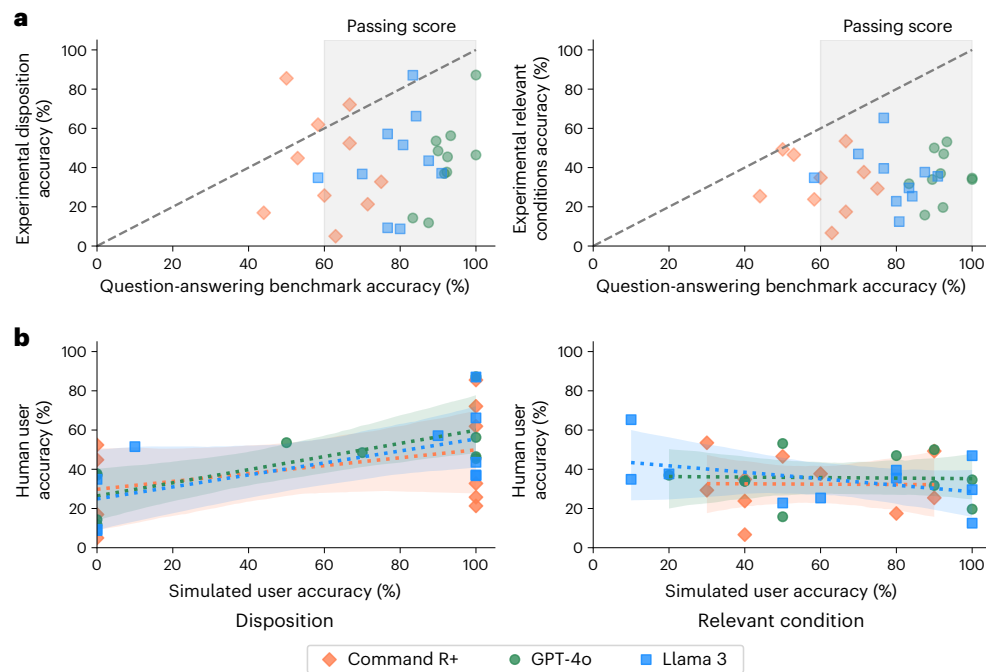 a
Passing score
Passing score
Experimental disposition
accuracy (%)
100
80
60
40
20
0
0 20 40 60 80 100
Question-answering benchmark accuracy (%)
Experimental relevant
conditions accuracy (%)
100
80
60
40
20
0
0 20 40 60 80 100
Question-answering benchmark accuracy (%)
b
Human user
accuracy (%)
100
80
60
40
20
0
0 20 40 60 80 100
Simulated user accuracy (%)
Disposition
Human user
accuracy (%)
100
80
60
40
20
0
0 20 40 60 80 100
Simulated user accuracy (%)
Relevant condition
Command R+ GPT-4o Llama 3